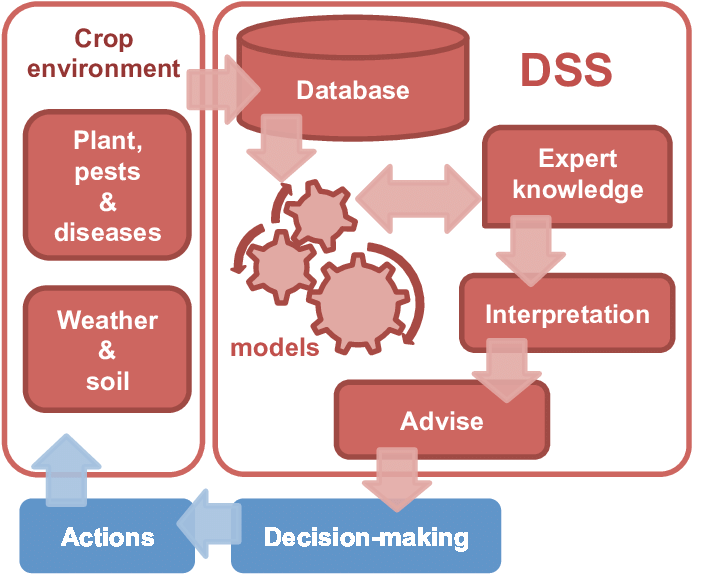 Crop
environment
Plant,
pests
&
diseases
Weather
&
soil
DSS
Database
Expert
knowledge
models
Interpretation
Advise
Decision-making
Actions